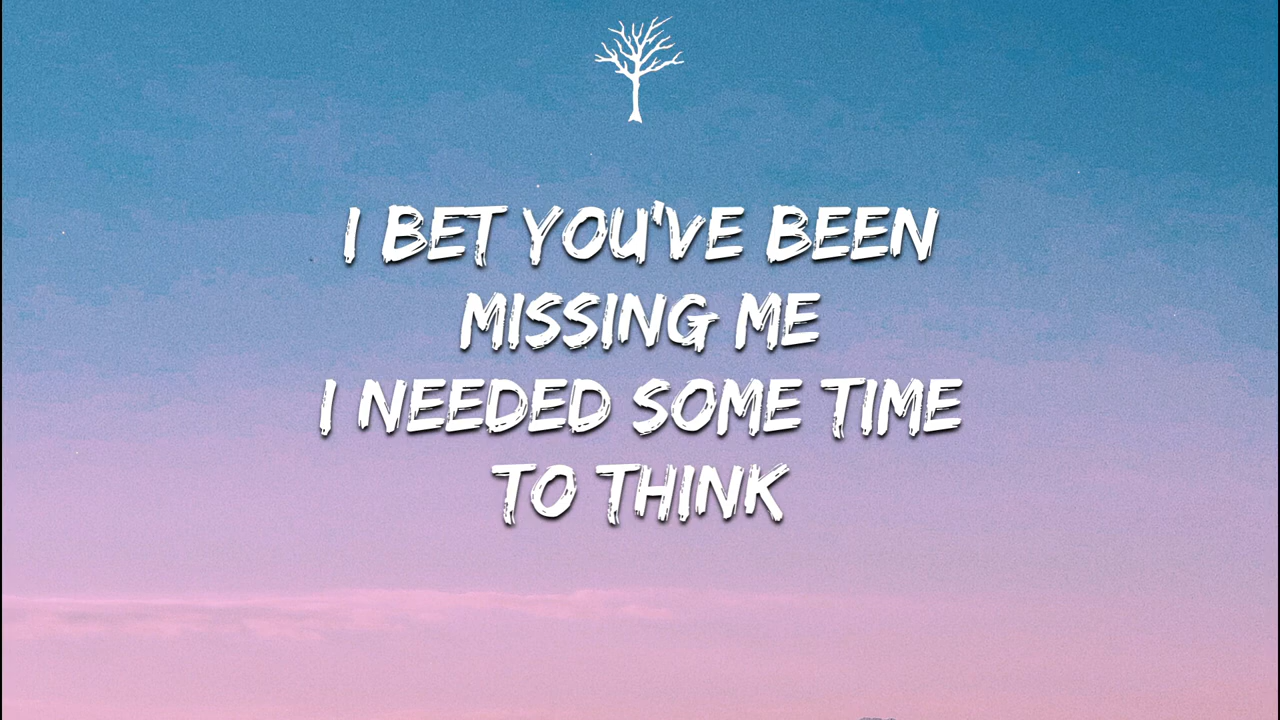 I BET YOU'VE BEEN
MISSING ME
I NEEDED SOME TIME
TO THINK